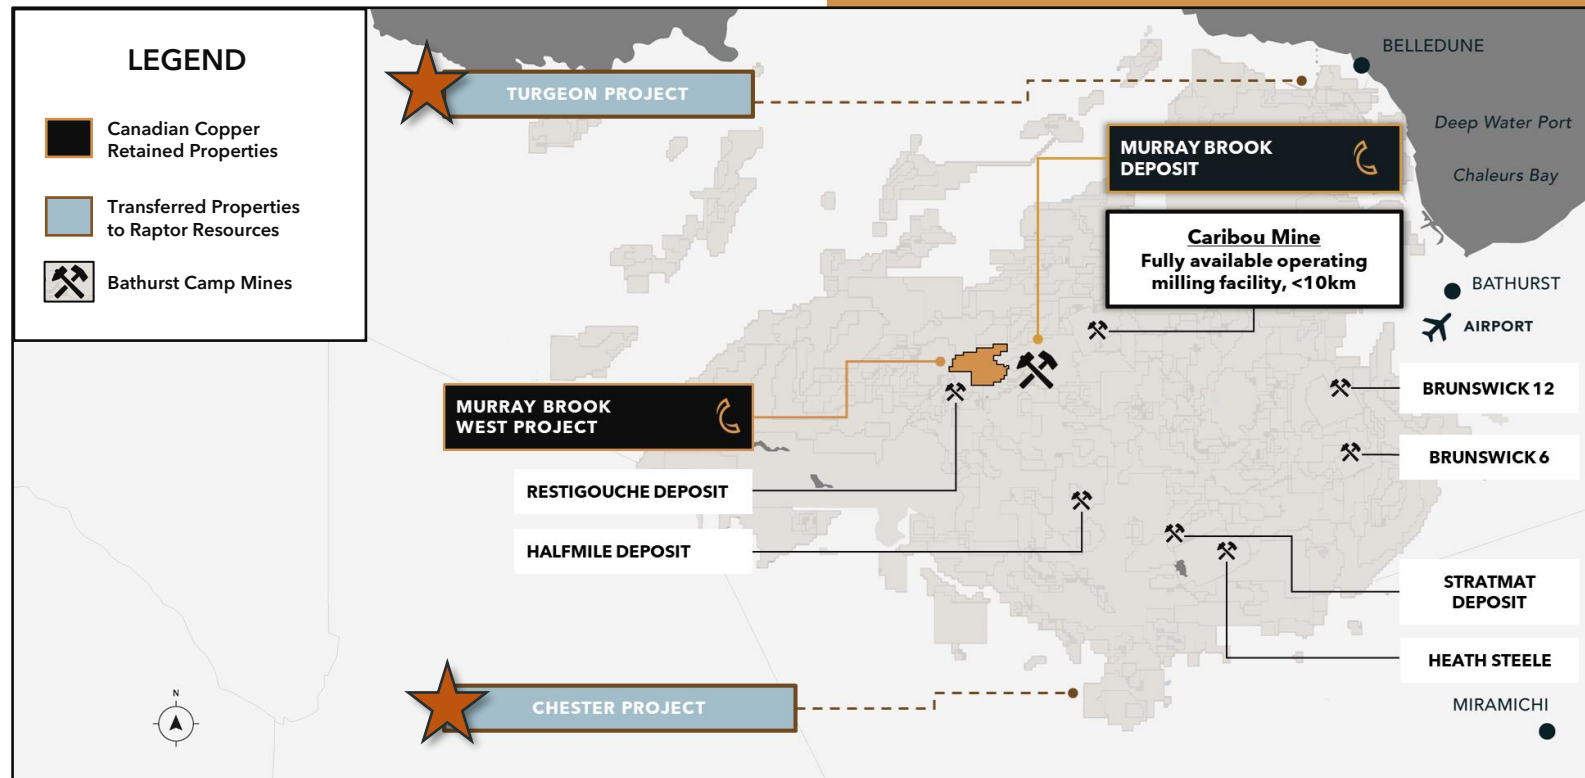 LEGEND
Canadian Copper
Retained Properties
Transferred Properties
to Raptor Resources
Bathurst Camp Mines
TURGEON PROJECT
BELLEDUNE
Deep Water Port
Chaleurs Bay
MURRAY BROOK
DEPOSIT
Caribou Mine
Fully available operating
milling facility, <10km
BATHURST
AIRPORT
BRUNSWICK 12
MURRAY BROOK
WEST PROJECT
BRUNSWICK 6
RESTIGOUCHE DEPOSIT
HALFMILE DEPOSIT
STRATMAT
DEPOSIT
HEATH STEELE
N
CHESTER PROJECT
MIRAMICHI